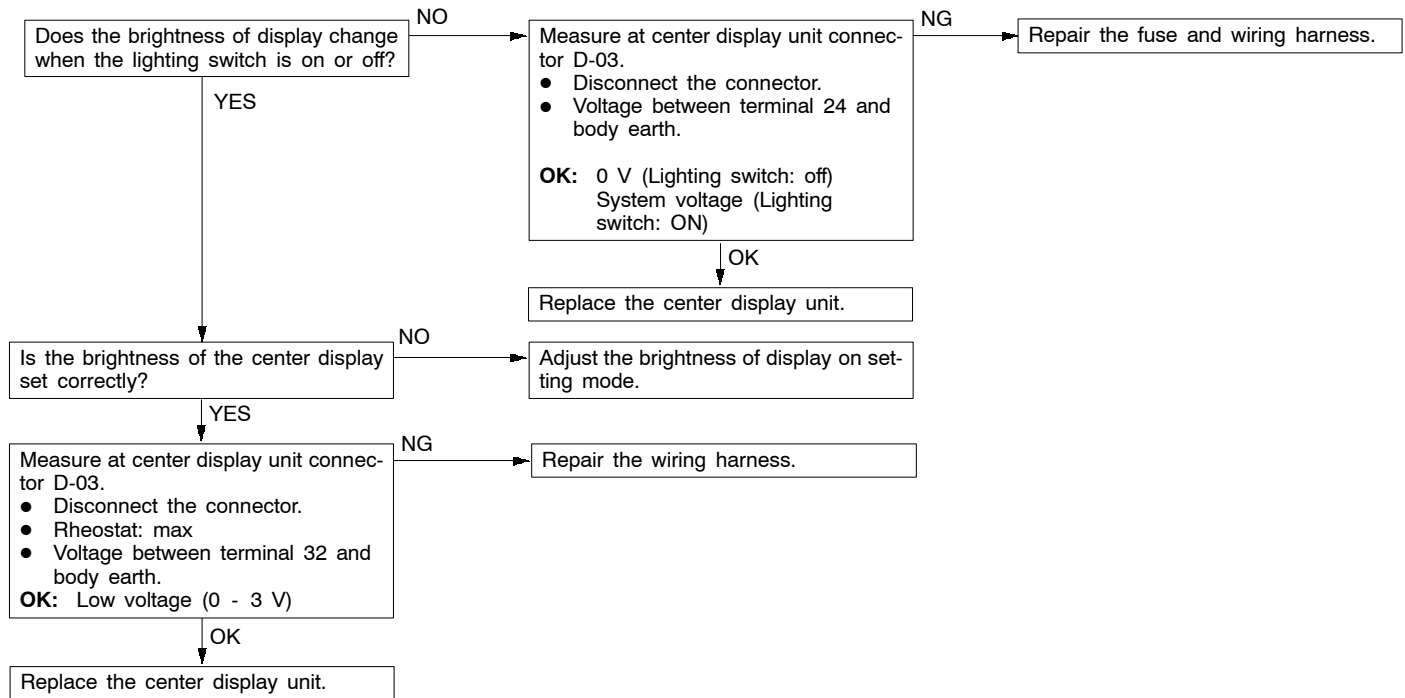 Does the brightness of display change
when the lighting switch is on or off?
NO
Measure at center display unit connec-
tor D-03.
● Disconnect the connector.
● Voltage between terminal 24 and
body earth.
OK: 0 V (Lighting switch: off)
System voltage (Lighting
switch: ON)
NG
Repair the fuse and wiring harness.
YES
OK
Replace the center display unit.
Is the brightness of the center display
set correctly?
NO
Adjust the brightness of display on set-
ting mode.
YES
Measure at center display unit connec-
tor D-03.
● Disconnect the connector.
● Rheostat: max
● Voltage between terminal 32 and
body earth.
OK: Low voltage (0 - 3 V)
NG
Repair the wiring harness.
OK
Replace the center display unit.